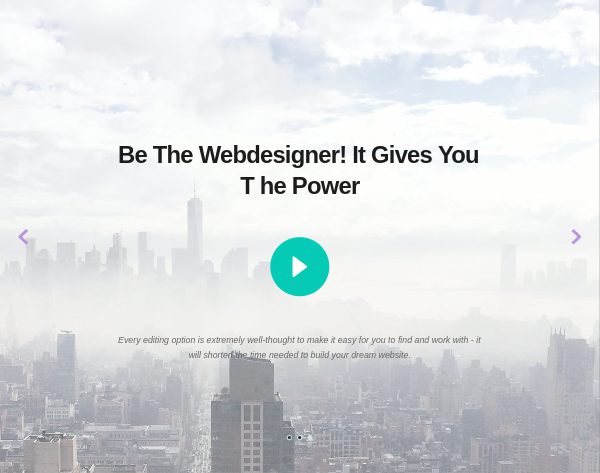 Be The Webdesigner! It Gives You
T he Power
Every editing option is extremely well-thought to make it easy for you to find and work with - it
will shorten the time needed to build your dream website.